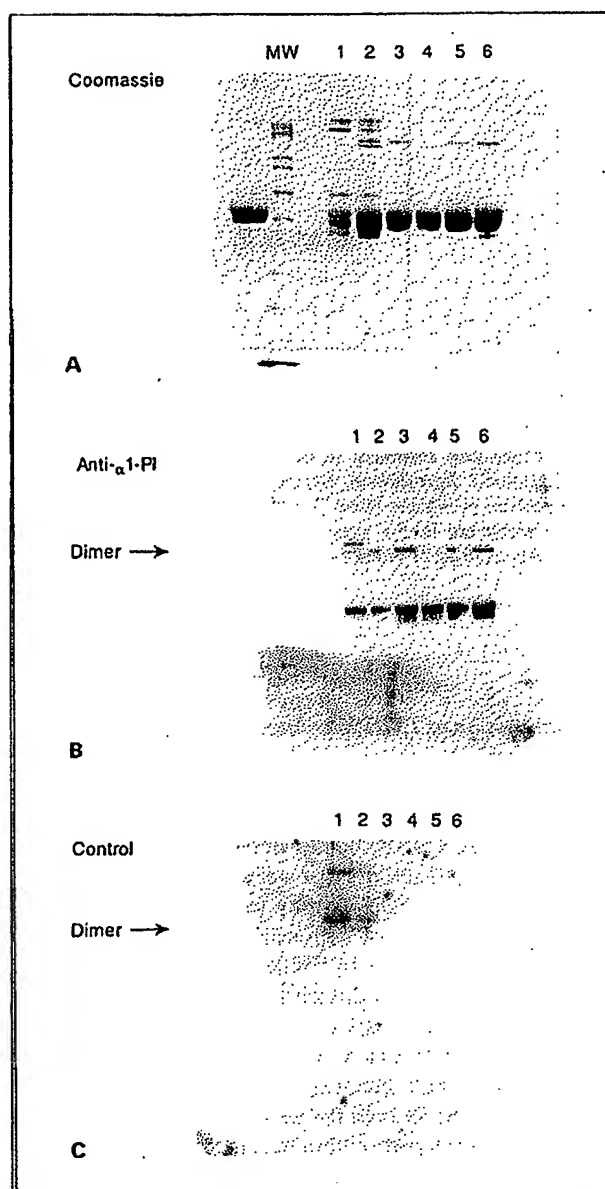 MW 1 2 3 4 5 6
Coomassie
A
1 2 3 4 5 6
Anti-α1-PI
Dimer →
B
1 2 3 4 5 6
Control
Dimer →
C